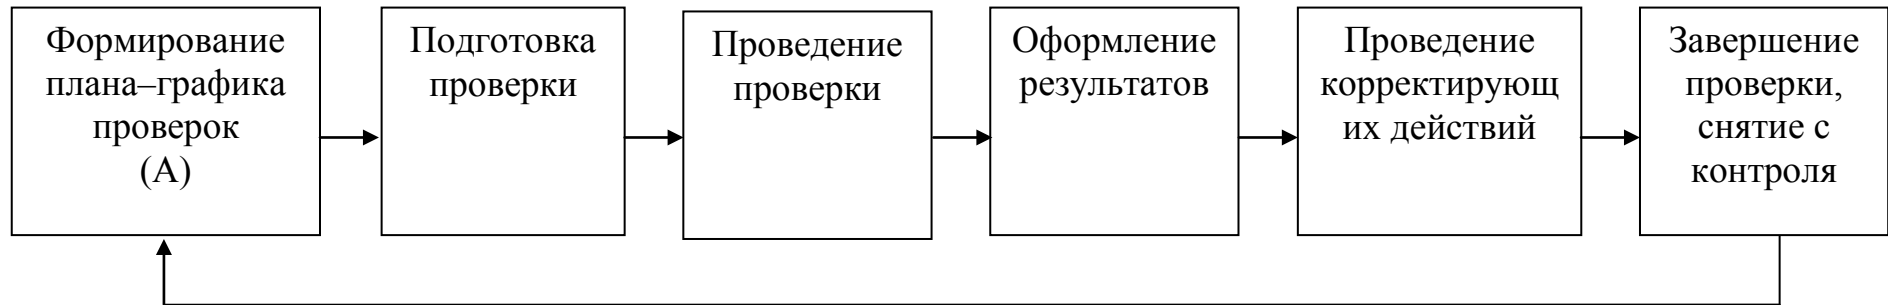 Формирование
плана–графика
проверок
(А)
Подготовка
проверки
Проведение
проверки
Оформление
результатов
Проведение
корректирующ
их действий
Завершение
проверки,
снятие с
контроля